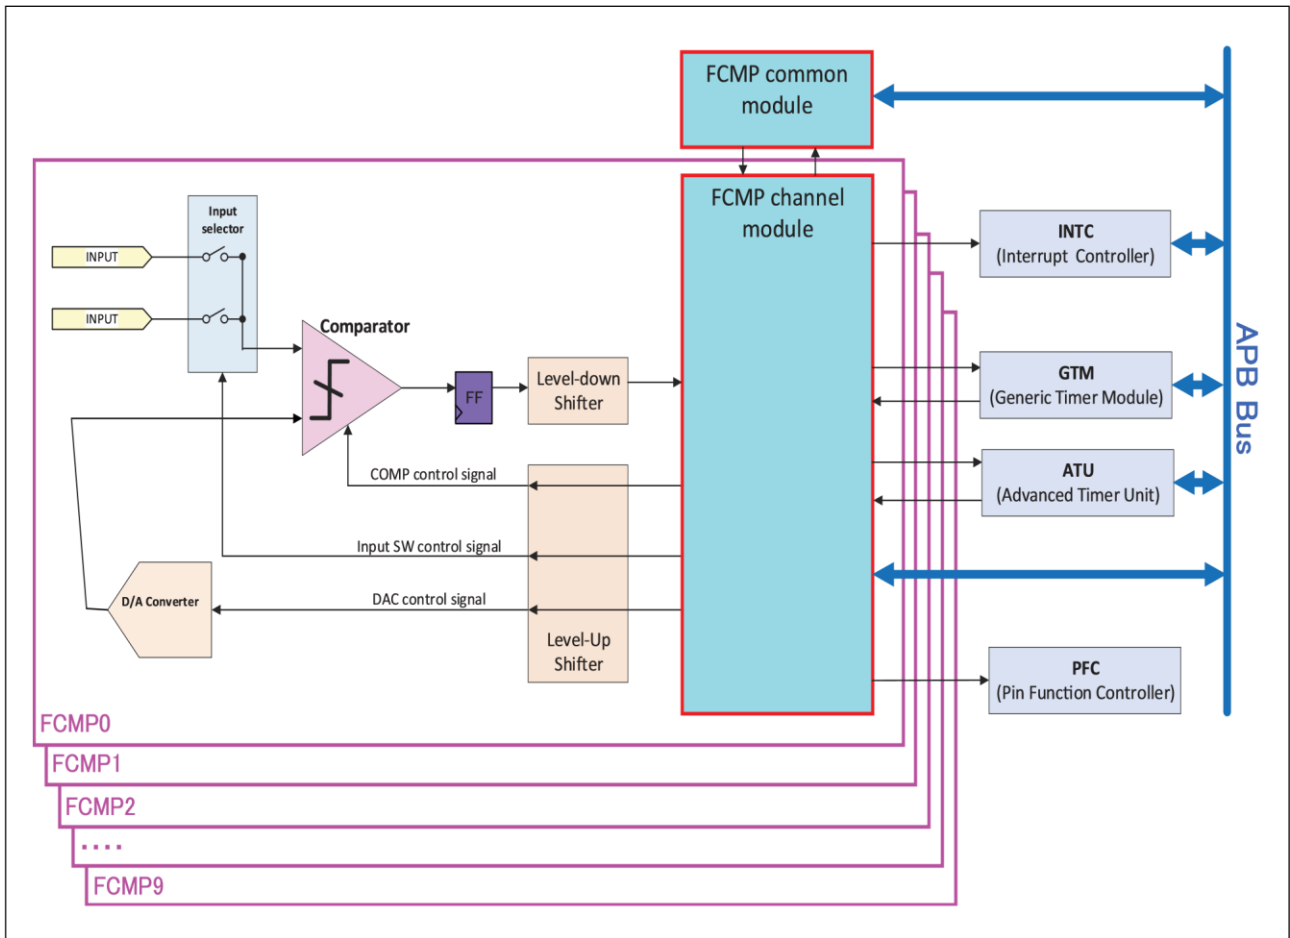 FCMP common
module
FCMP channel
module
Input
selector
INPUT
INPUT
Comparator
FF
Level-down
Shifter
COMP control signal
Input SW control signal
DAC control signal
D/A Converter
Level-Up
Shifter
INTC
(Interrupt Controller)
GTM
(Generic Timer Module)
ATU
(Advanced Timer Unit)
PFC
(Pin Function Controller)
APB Bus
FCMP0
FCMP1
FCMP2
....
FCMP9